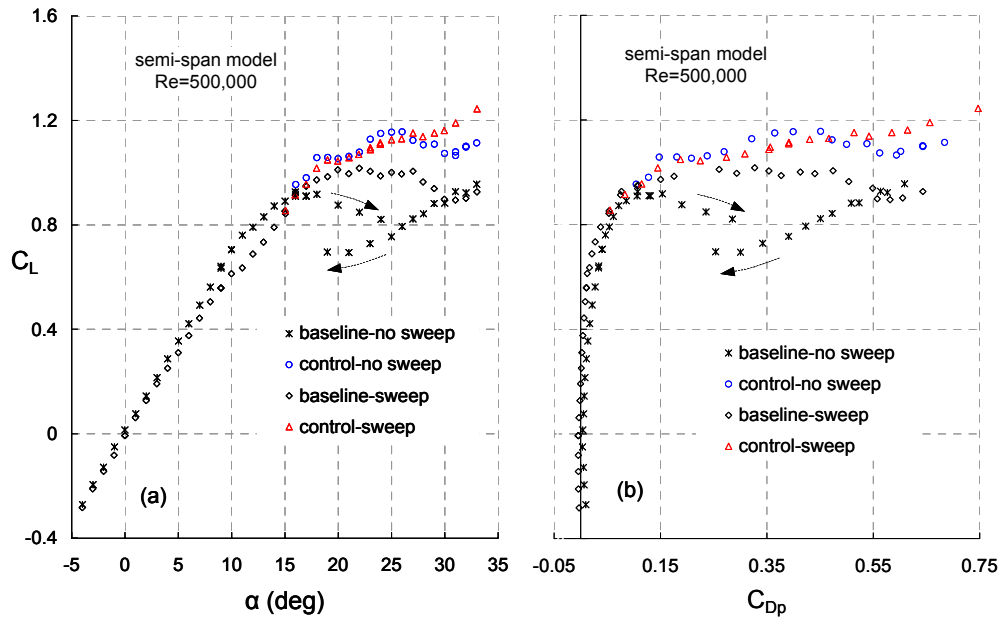 1.6
1.2
0.8
0.4
0
-0.4
C_L
semi-span model
Re=500,000
baseline-no sweep
control-no sweep
baseline-sweep
control-sweep
(a)
-5 0 5 10 15 20 25 30 35
α (deg)
semi-span model
Re=500,000
baseline-no sweep
control-no sweep
baseline-sweep
control-sweep
(b)
-0.05 0.15 0.35 0.55 0.75
C_Dp